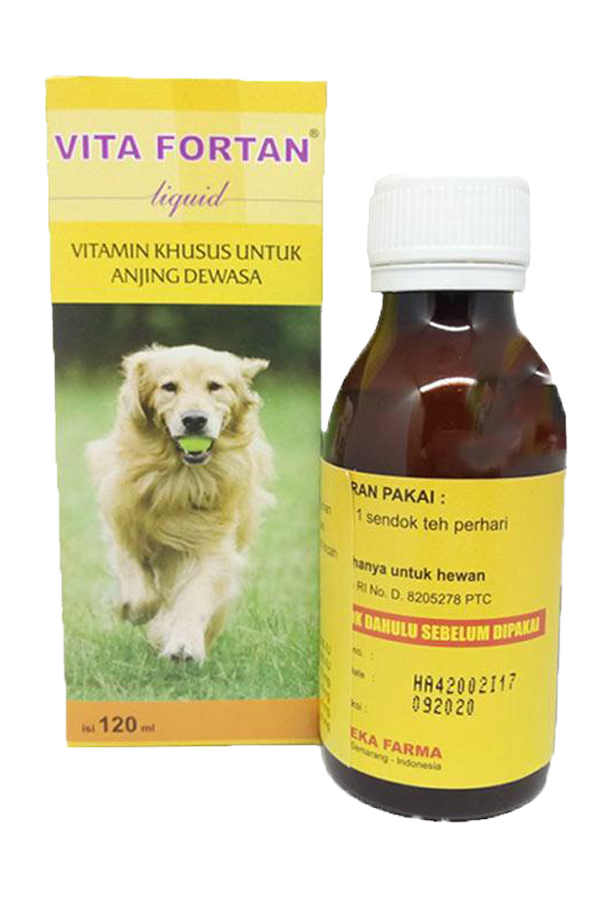 VITA FORTAN®
liquid
VITAMIN KHUSUS UNTUK
ANJING DEWASA
isi 120 ml
RAN PAKAI :
1 sendok teh perhari
hanya untuk hewan
RI No. D. 8205278 PTC
K DAHULU SEBELUM DIPAKAI
HA42002I17
092020
EKA FARMA
Semarang - Indonesia